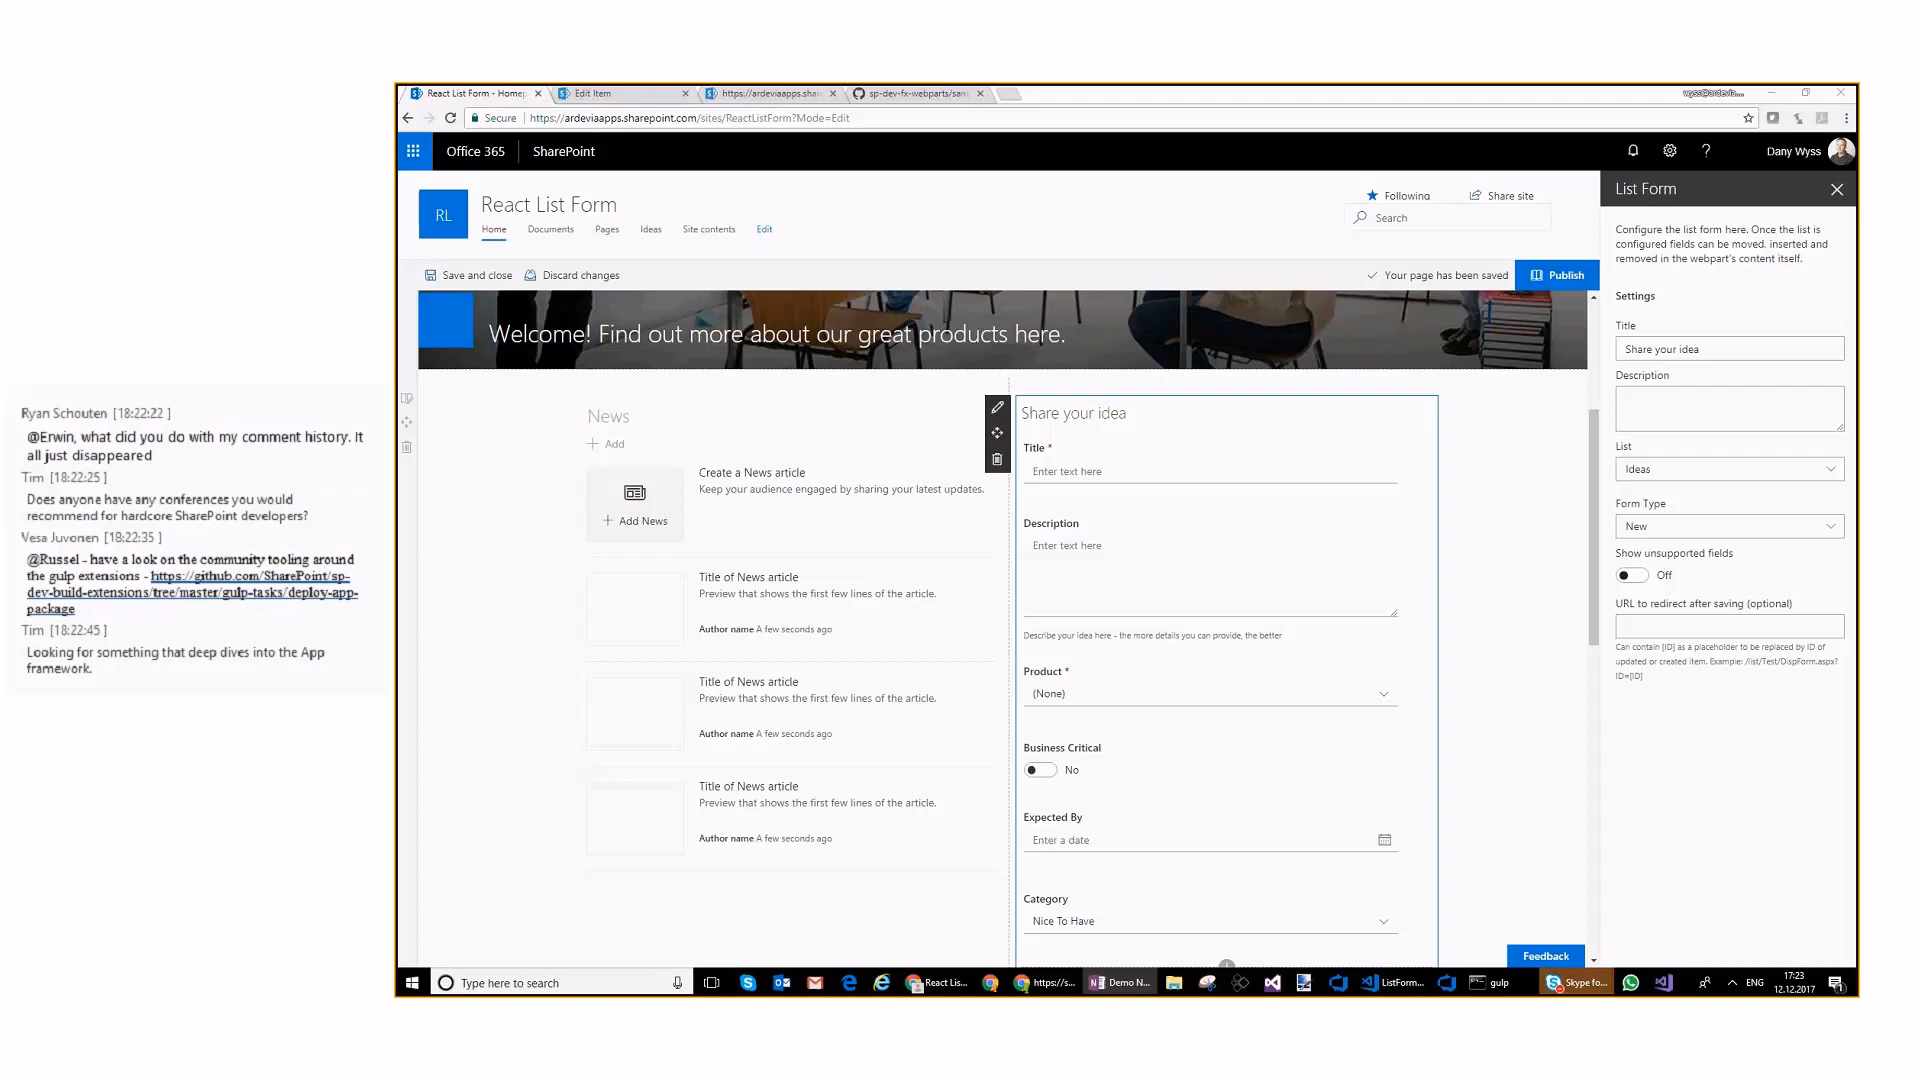 Ryan Schouten [18:22:22 ]
@Erwin, what did you do with my comment history. It
all just disappeared
Tim [18:22:25 ]
Does anyone have any conferences you would
recommend for hardcore SharePoint developers?
Vesa Juvonen [18:22:35 ]
@Russel - have a look on the community tooling around
the gulp extensions - https://github.com/SharePoint/sp-
dev-build-extensions/tree/master/gulp-tasks/deploy-app-
package
Tim [18:22:45 ]
Looking for something that deep dives into the App
framework.
React List Form - Homep
Edit Item
https://ardeviaapps.shar
sp-dev-fx-webparts/sam
Secure
https://ardeviaapps.sharepoint.com/sites/ReactListForm?Mode=Edit
Office 365
SharePoint
Dany Wyss
RL
React List Form
Home
Documents
Pages
Ideas
Site contents
Edit
Following
Share site
Search
Save and close
Discard changes
Your page has been saved
Publish
Welcome! Find out more about our great products here.
News
Add
Create a News article
Keep your audience engaged by sharing your latest updates.
Add News
Title of News article
Preview that shows the first few lines of the article.
Author name A few seconds ago
Title of News article
Preview that shows the first few lines of the article.
Author name A few seconds ago
Title of News article
Preview that shows the first few lines of the article.
Author name A few seconds ago
Share your idea
Title *
Enter text here
Description
Enter text here
Describe your idea here - the more details you can provide, the better
Product *
(None)
Business Critical
No
Expected By
Enter a date
Category
Nice To Have
Feedback
List Form
Configure the list form here. Once the list is
configured fields can be moved, inserted and
removed in the webpart's content itself.
Settings
Title
Share your idea
Description
List
Ideas
Form Type
New
Show unsupported fields
Off
URL to redirect after saving (optional)
Can contain [ID] as a placeholder to be replaced by ID of
updated or created item. Example: /list/Test/DispForm.aspx?
ID=[ID]
Type here to search
React Lis...
https://s...
Demo N...
ListForm...
gulp
Skype fo...
ENG
17:23
12.12.2017